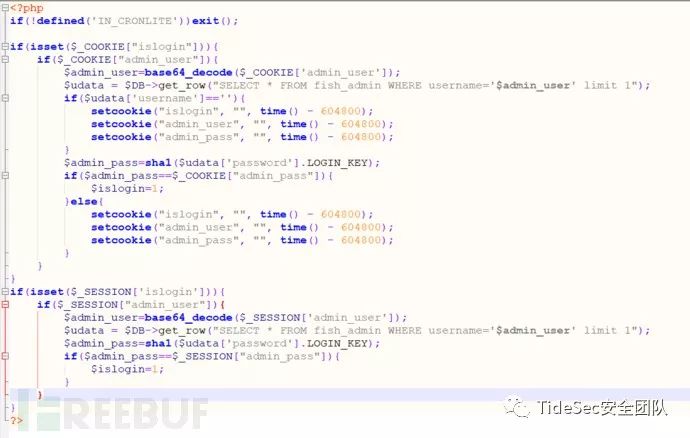 <?php
if(!defined('IN_CRONLITE'))exit();
if(isset($_COOKIE["islogin"])){
if($_COOKIE["admin_user"]){
$admin_user=base64_decode($_COOKIE['admin_user']);
$udata = $DB->get_row("SELECT * FROM fish_admin WHERE username='$admin_user' limit 1");
if($udata['username']==''){
setcookie("islogin", "", time() - 604800);
setcookie("admin_user", "", time() - 604800);
setcookie("admin_pass", "", time() - 604800);
}
$admin_pass=sha1($udata['password'].LOGIN_KEY);
if($admin_pass==$_COOKIE["admin_pass"]){
$islogin=1;
}else{
setcookie("islogin", "", time() - 604800);
setcookie("admin_user", "", time() - 604800);
setcookie("admin_pass", "", time() - 604800);
}
}
}
if(isset($_SESSION['islogin'])){
if($_SESSION["admin_user"]){
$admin_user=base64_decode($_SESSION['admin_user']);
$udata = $DB->get_row("SELECT * FROM fish_admin WHERE username='$admin_user' limit 1");
$admin_pass=sha1($udata['password'].LOGIN_KEY);
if($admin_pass==$_SESSION["admin_pass"]){
$islogin=1;
}
}
}
?>
FREEBUF
TideSec安全团队